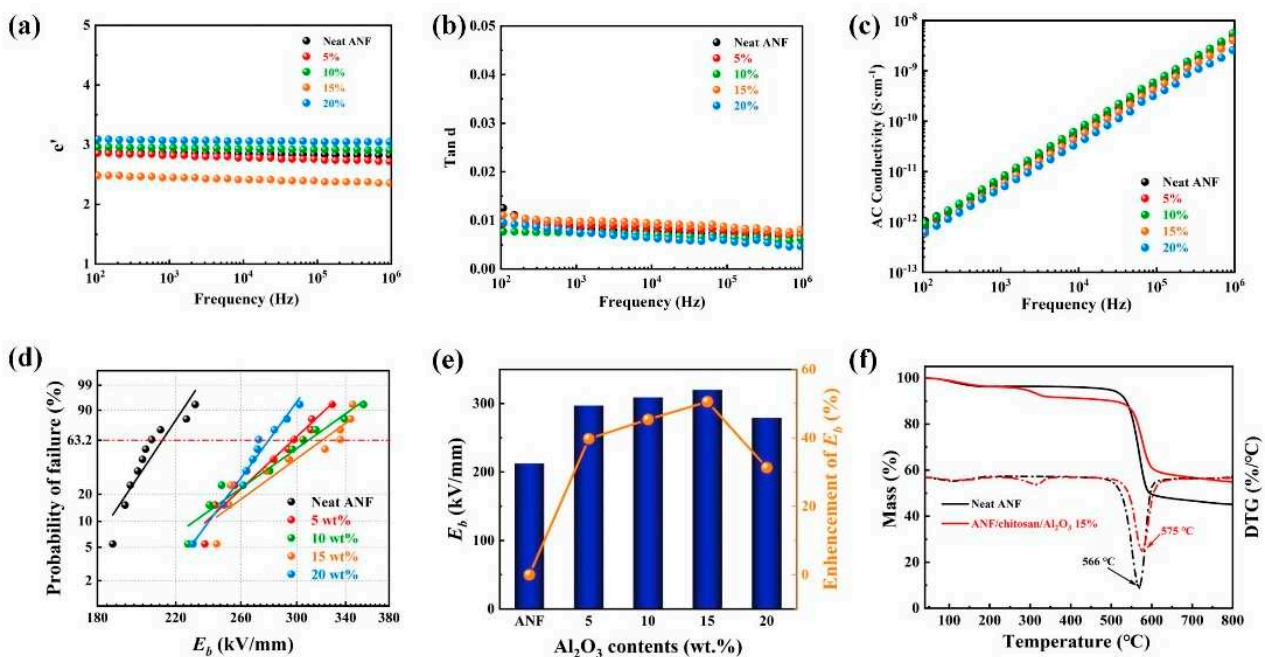 (a)
5
4
3
2
1
e'
Neat ANF
5%
10%
15%
20%
10² 10³ 10⁴ 10⁵ 10⁶
Frequency (Hz)
(b)
0.05
0.04
0.03
0.02
0.01
0.00
Tan d
Neat ANF
5%
10%
15%
20%
10² 10³ 10⁴ 10⁵ 10⁶
Frequency (Hz)
(c)
10⁻⁸
10⁻⁹
10⁻¹⁰
10⁻¹¹
10⁻¹²
10⁻¹³
AC Conductivity (S·cm⁻¹)
Neat ANF
5%
10%
15%
20%
10² 10³ 10⁴ 10⁵ 10⁶
Frequency (Hz)
(d)
99
90
63.2
20
10
5
2
Probability of failure (%)
Neat ANF
5 wt%
10 wt%
15 wt%
20 wt%
180 220 260 300 340 380
E_b (kV/mm)
(e)
300
200
100
0
E_b (kV/mm)
60
40
20
0
Enhencement of E_b (%)
ANF 5 10 15 20
Al₂O₃ contents (wt.%)
(f)
100
80
60
40
20
0
Mass (%)
DTG (%/°C)
Neat ANF
ANF/chitosan/Al₂O₃ 15%
575 °C
566 °C
100 200 300 400 500 600 700 800
Temperature (°C)